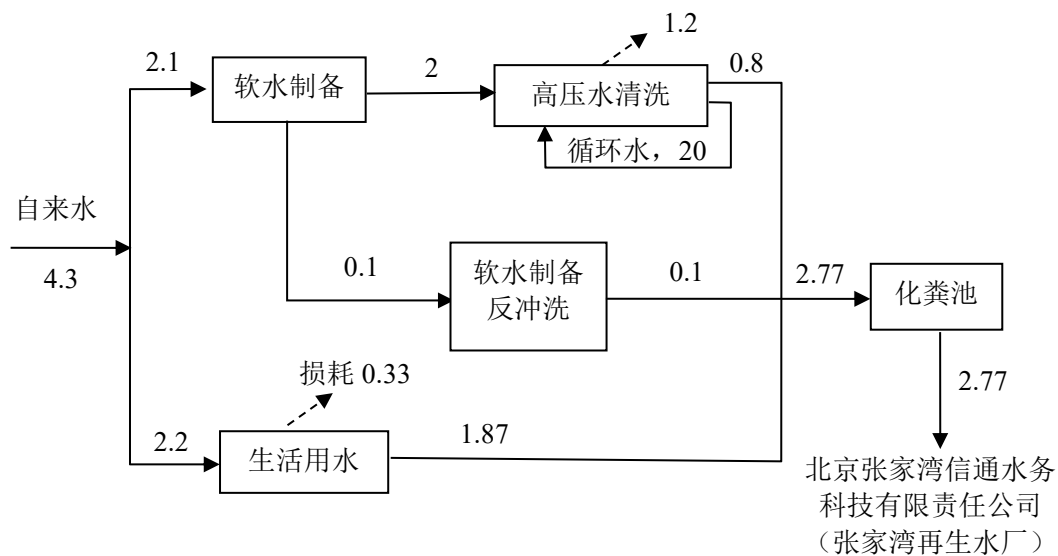 1.2
2.1
软水制备
2
高压水清洗
0.8
循环水，20
自来水
4.3
0.1
软水制备
反冲洗
0.1
2.77
化粪池
损耗 0.33
2.77
2.2
生活用水
1.87
北京张家湾信通水务
科技有限责任公司
（张家湾再生水厂）